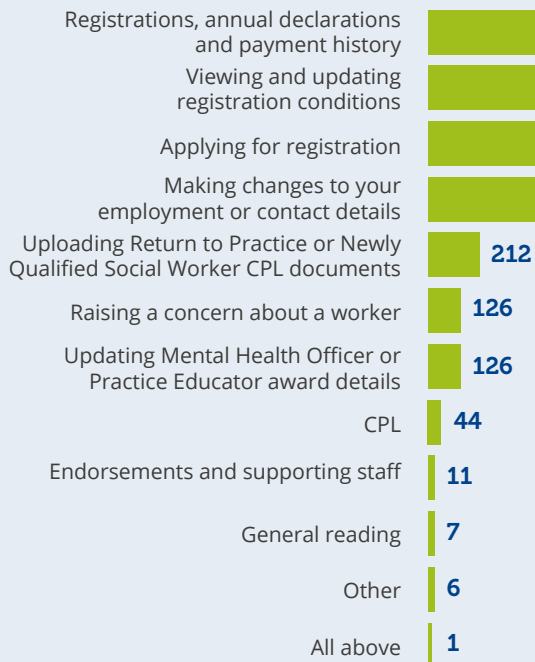 Registrations, annual declarations
and payment history
Viewing and updating
registration conditions
Applying for registration
Making changes to your
employment or contact details
Uploading Return to Practice or Newly
Qualified Social Worker CPL documents
212
Raising a concern about a worker
126
Updating Mental Health Officer or
Practice Educator award details
126
CPL
44
Endorsements and supporting staff
11
General reading
7
Other
6
All above
1